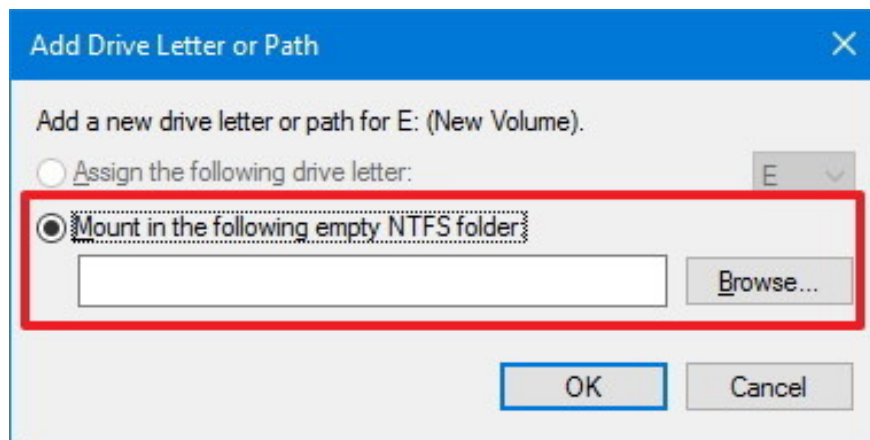 Add Drive Letter or Path
Add a new drive letter or path for E: (New Volume).
Assign the following drive letter:
E
Mount in the following empty NTFS folder:
Browse...
OK
Cancel